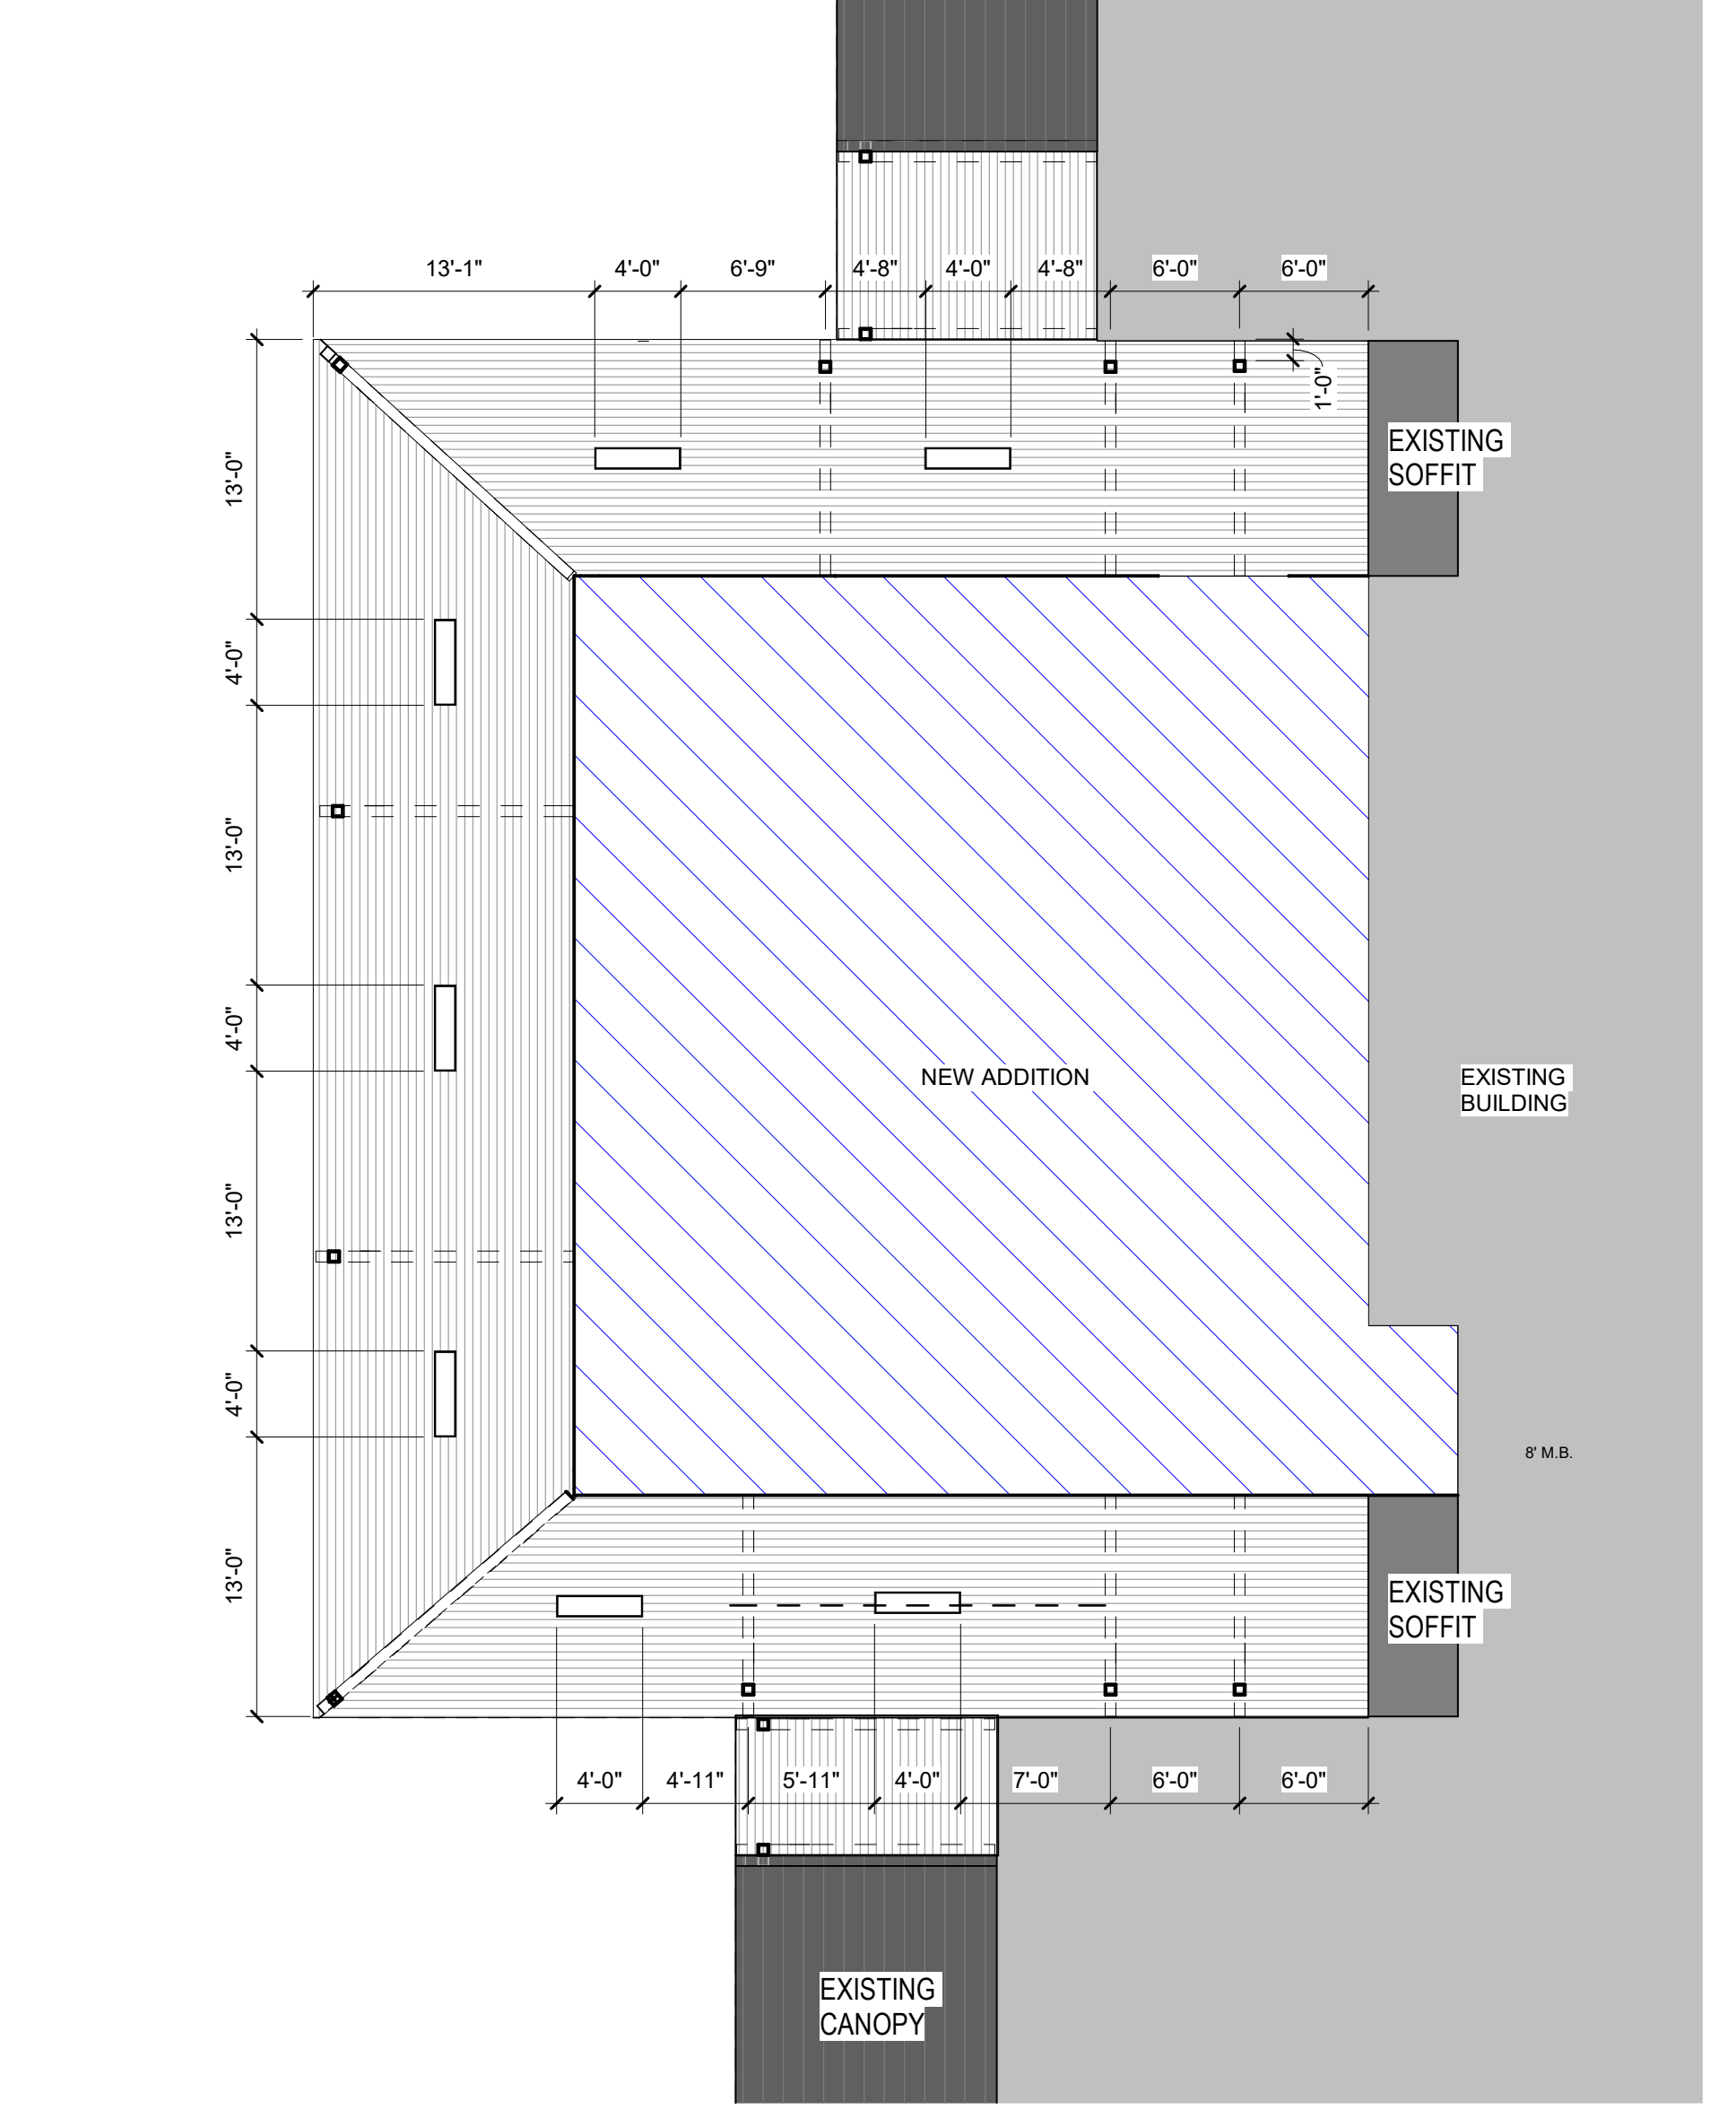 13'-1" 4'-0" 6'-9" 4'-8" 4'-0" 4'-8" 6'-0" 6'-0"
1'-0"
EXISTING
SOFFIT
13'-0"
4'-0"
13'-0"
4'-0"
13'-0"
4'-0"
13'-0"
NEW ADDITION
EXISTING
BUILDING
8' M.B.
EXISTING
SOFFIT
4'-0" 4'-11" 5'-11" 4'-0" 7'-0" 6'-0" 6'-0"
EXISTING
CANOPY